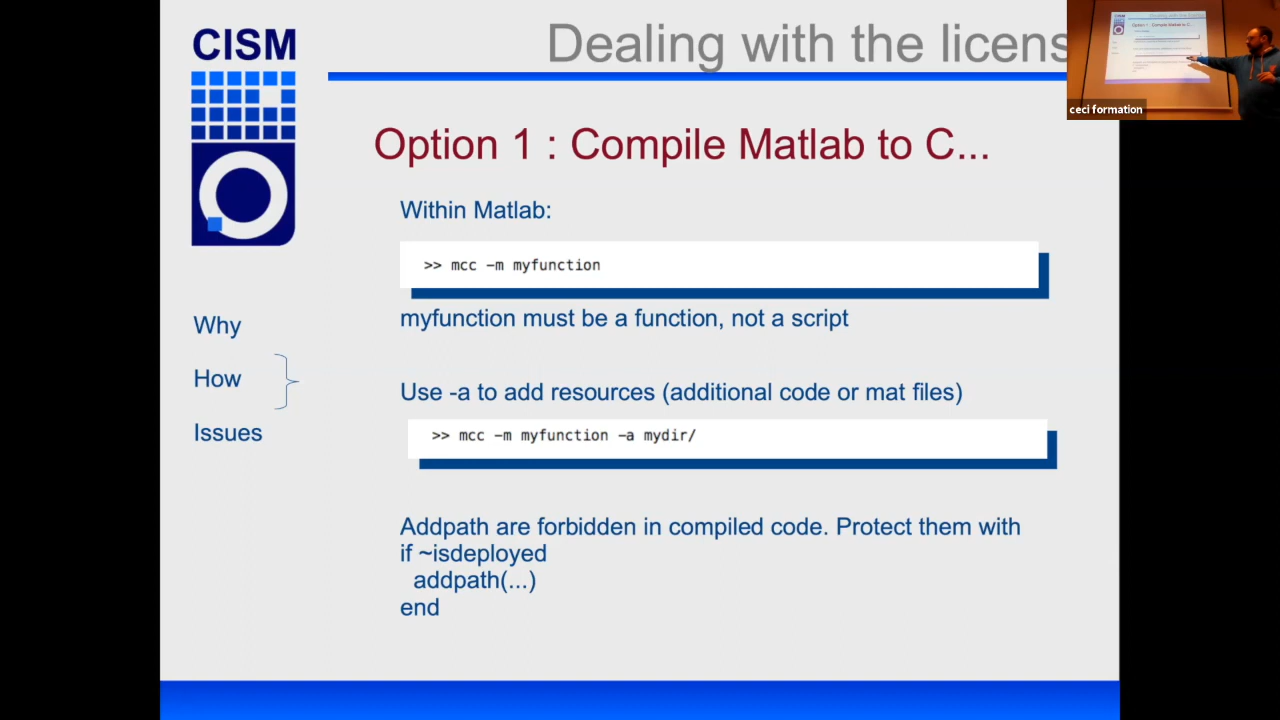 CISM
Dealing with the licens
ceci formation
Option 1 : Compile Matlab to C...
Within Matlab:
>> mcc -m myfunction
myfunction must be a function, not a script
Why
How
Issues
Use -a to add resources (additional code or mat files)
>> mcc -m myfunction -a mydir/
Addpath are forbidden in compiled code. Protect them with
if ~isdeployed
addpath(...)
end